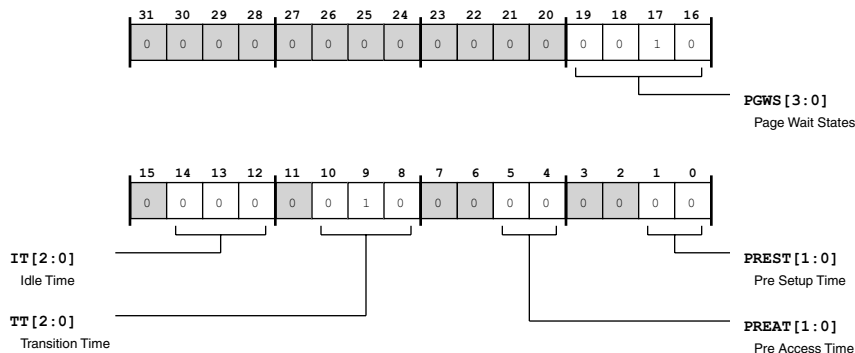 31 30 29 28 27 26 25 24 23 22 21 20 19 18 17 16
0 0 0 0 0 0 0 0 0 0 0 0 0 0 1 0
PGWS[3:0]
Page Wait States
15 14 13 12 11 10 9 8 7 6 5 4 3 2 1 0
0 0 0 0 0 0 1 0 0 0 0 0 0 0 0 0
IT[2:0]
Idle Time
PREST[1:0]
Pre Setup Time
TT[2:0]
Transition Time
PREAT[1:0]
Pre Access Time